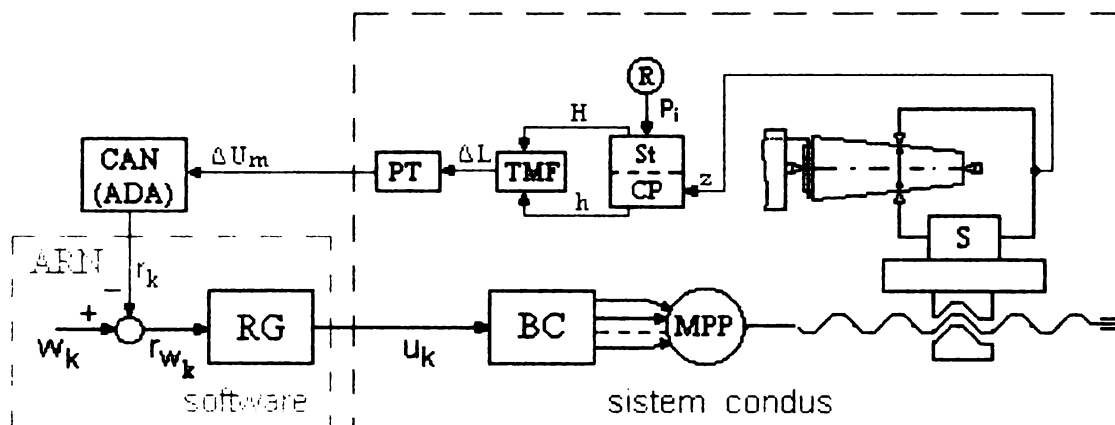 R
P_i
H
St
CAN
(ADA)
ΔU_m
PT
ΔL
TMF
CP
z
h
S
ARN
r_k
−
+
w_k
r_w_k
RG
u_k
BC
MPP
software
sistem condus